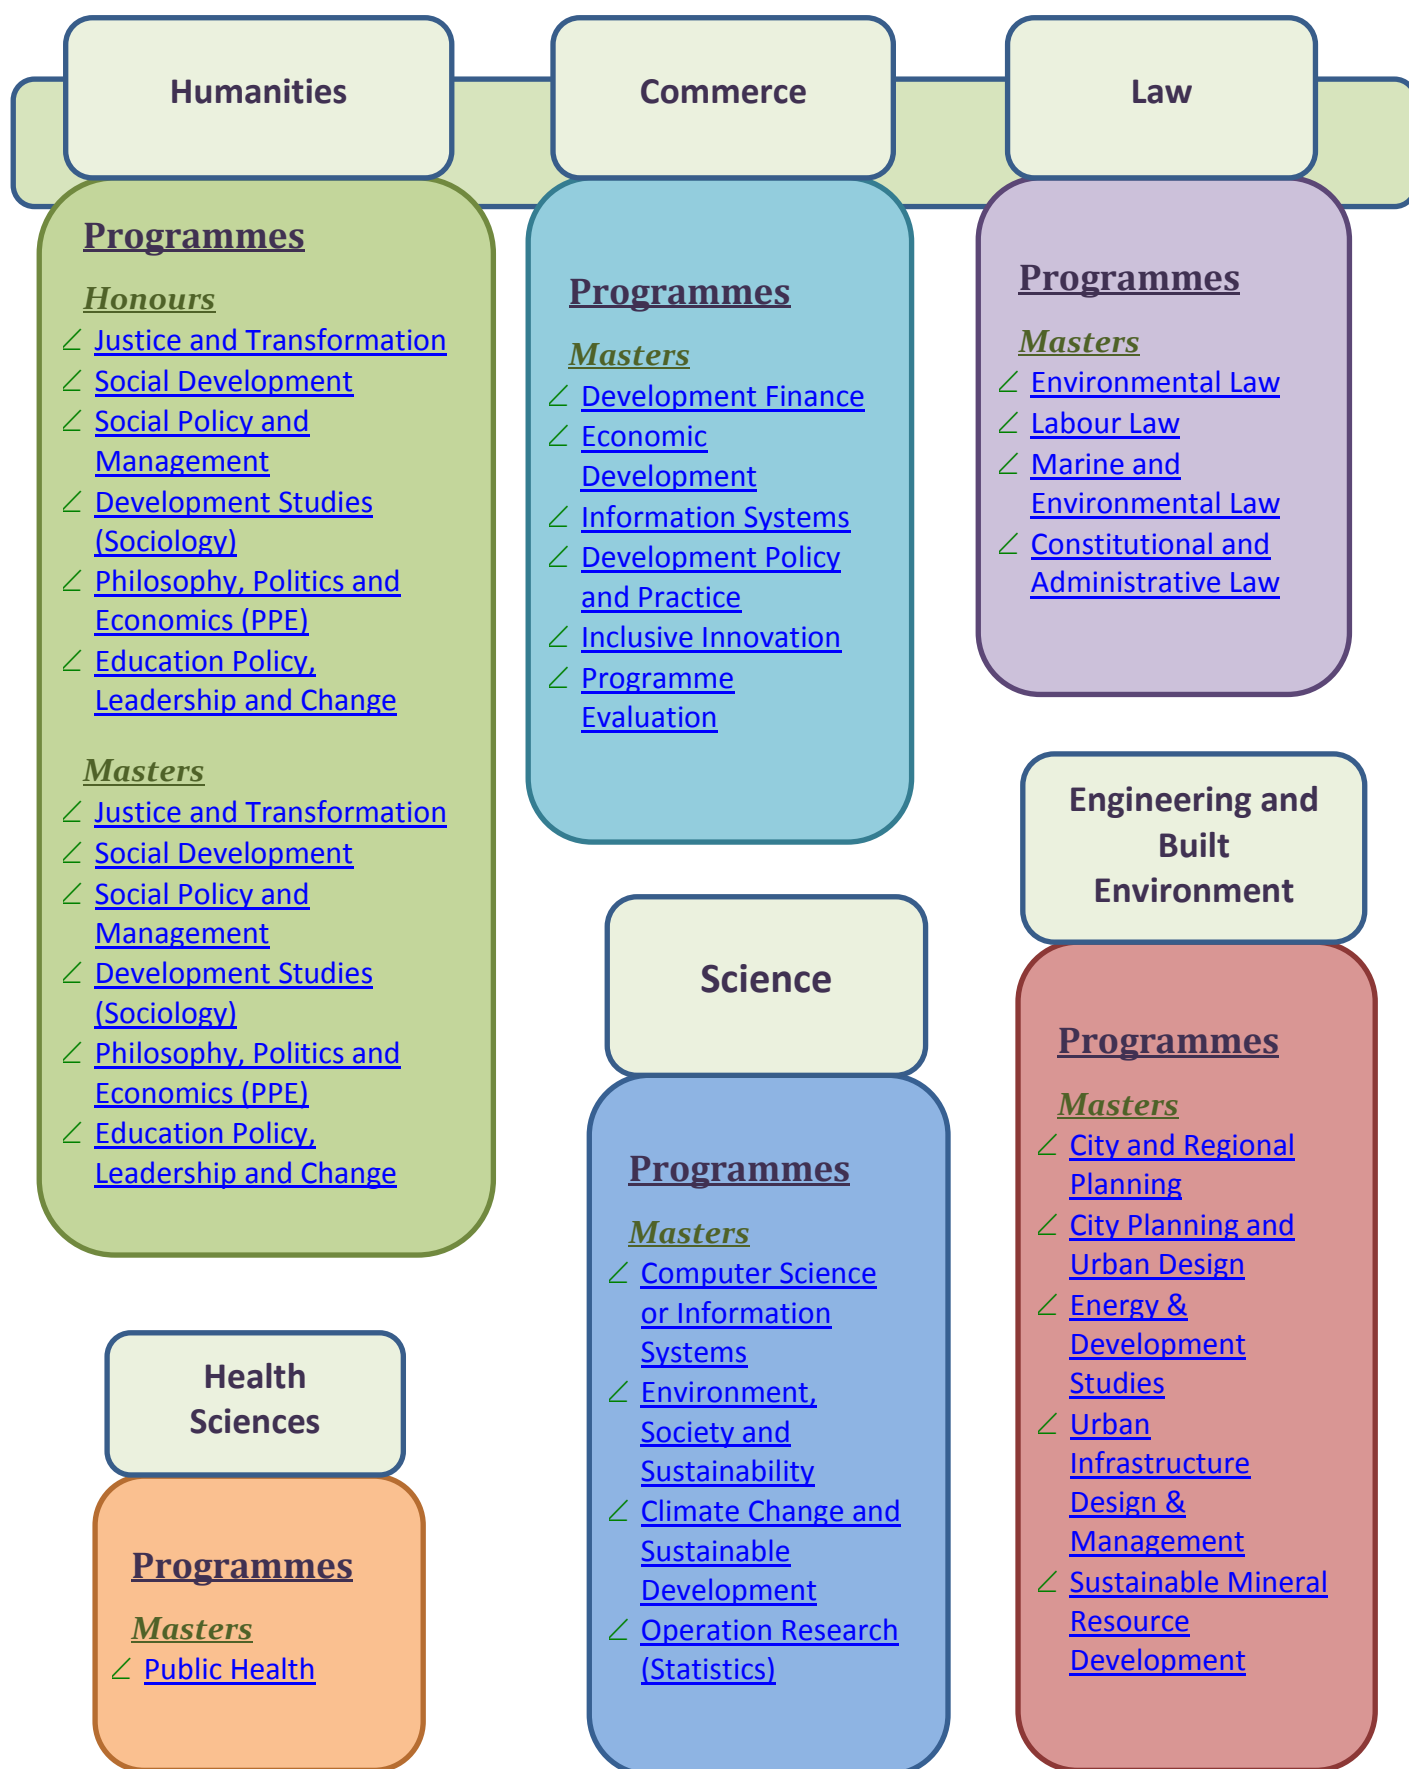 Humanities
Programmes
Honours
Justice and Transformation
Social Development
Social Policy and
Management
Development Studies
(Sociology)
Philosophy, Politics and
Economics (PPE)
Education Policy,
Leadership and Change
Masters
Justice and Transformation
Social Development
Social Policy and
Management
Development Studies
(Sociology)
Philosophy, Politics and
Economics (PPE)
Education Policy,
Leadership and Change
Commerce
Programmes
Masters
Development Finance
Economic
Development
Information Systems
Development Policy
and Practice
Inclusive Innovation
Programme
Evaluation
Law
Programmes
Masters
Environmental Law
Labour Law
Marine and
Environmental Law
Constitutional and
Administrative Law
Health
Sciences
Programmes
Masters
Public Health
Science
Programmes
Masters
Computer Science
or Information
Systems
Environment,
Society and
Sustainability
Climate Change and
Sustainable
Development
Operation Research
(Statistics)
Engineering and
Built
Environment
Programmes
Masters
City and Regional
Planning
City Planning and
Urban Design
Energy &
Development
Studies
Urban
Infrastructure
Design &
Management
Sustainable Mineral
Resource
Development